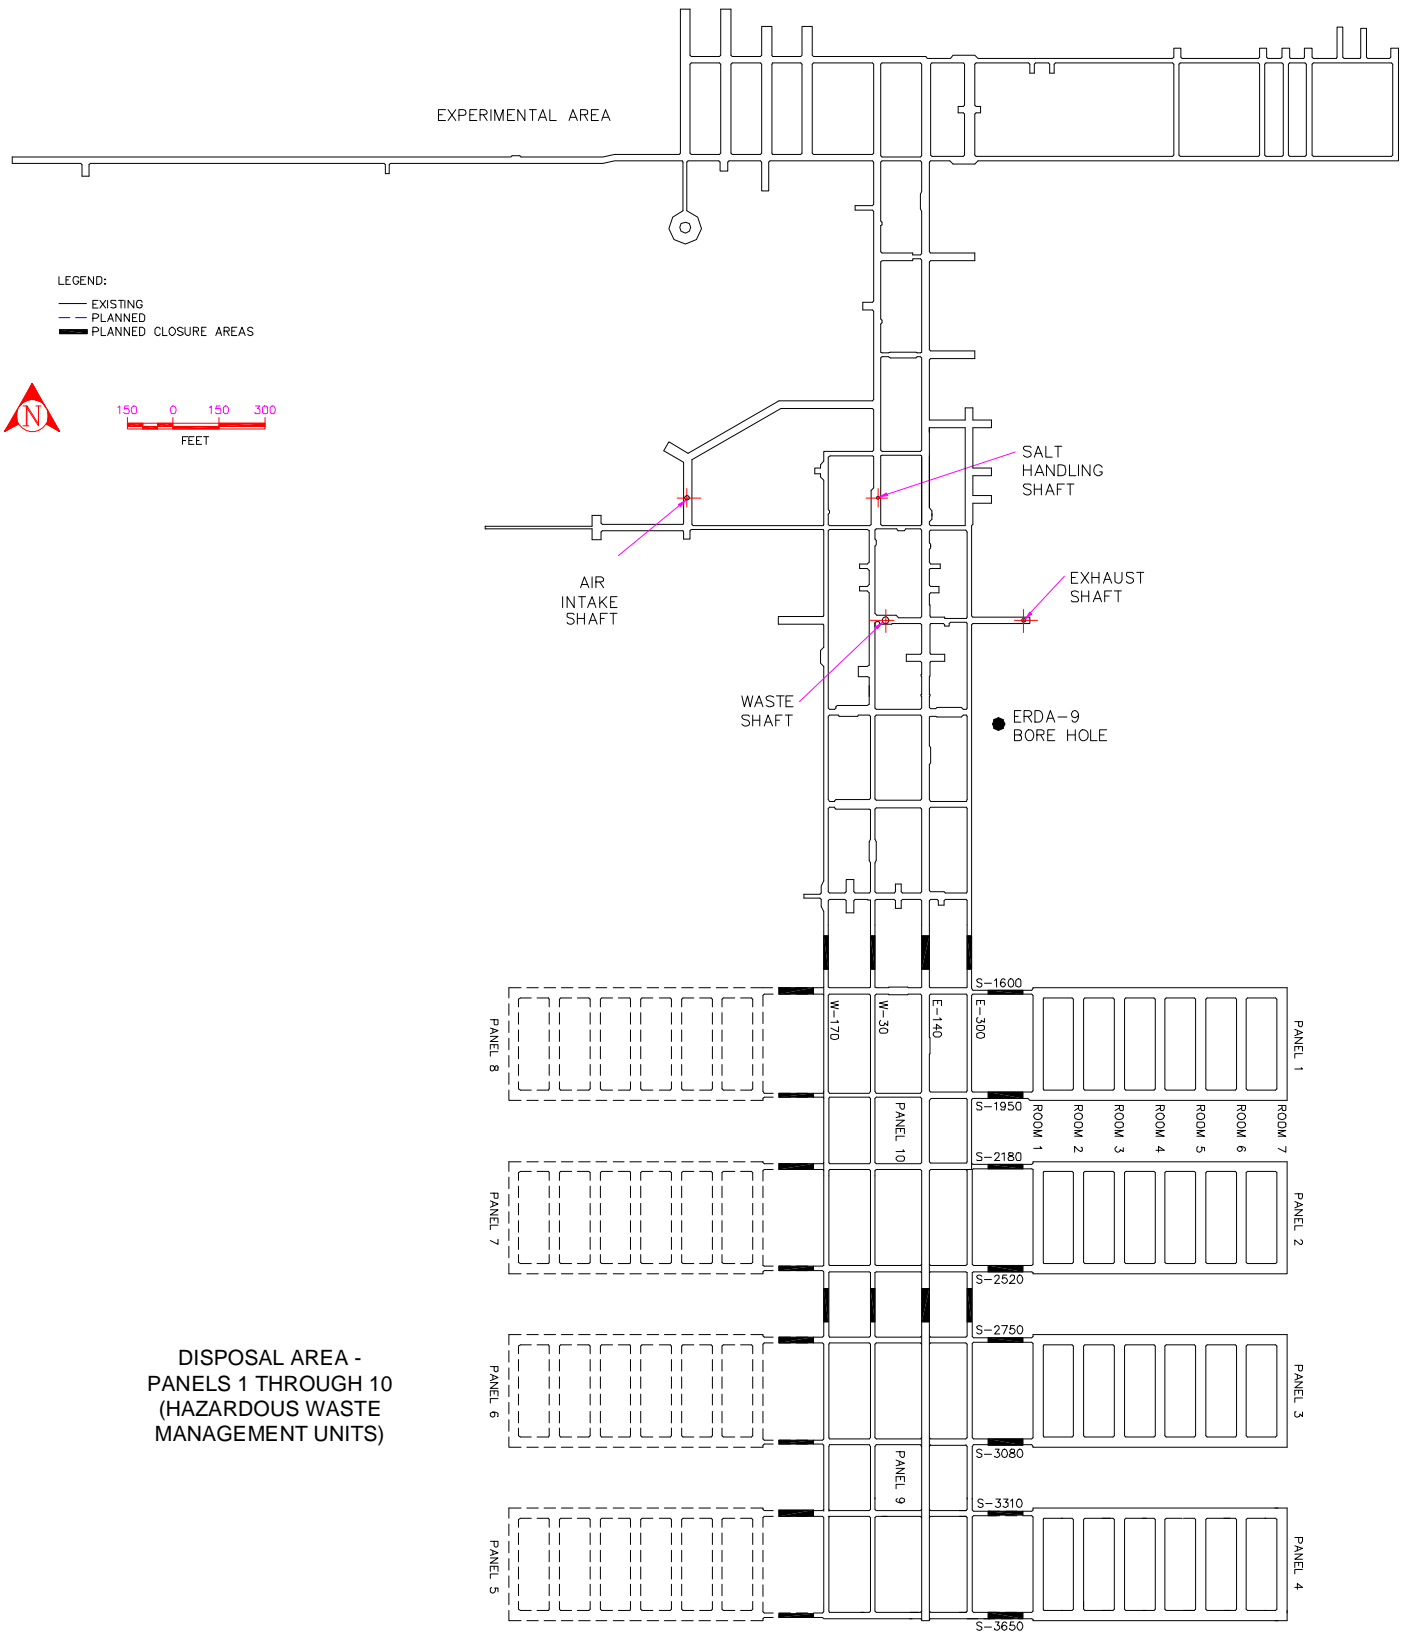 EXPERIMENTAL AREA
LEGEND:
EXISTING
PLANNED
PLANNED CLOSURE AREAS
N
150 0 150 300
FEET
SALT
HANDLING
SHAFT
AIR
INTAKE
SHAFT
EXHAUST
SHAFT
WASTE
SHAFT
ERDA-9
BORE HOLE
S-1600
W-170
W-30
E-140
E-300
PANEL 8
PANEL 1
S-1950
PANEL 10
ROOM 1
ROOM 2
ROOM 3
ROOM 4
ROOM 5
ROOM 6
ROOM 7
S-2180
PANEL 7
PANEL 2
S-2520
S-2750
DISPOSAL AREA -
PANELS 1 THROUGH 10
(HAZARDOUS WASTE
MANAGEMENT UNITS)
PANEL 6
PANEL 3
S-3080
PANEL 9
S-3310
PANEL 5
PANEL 4
S-3650